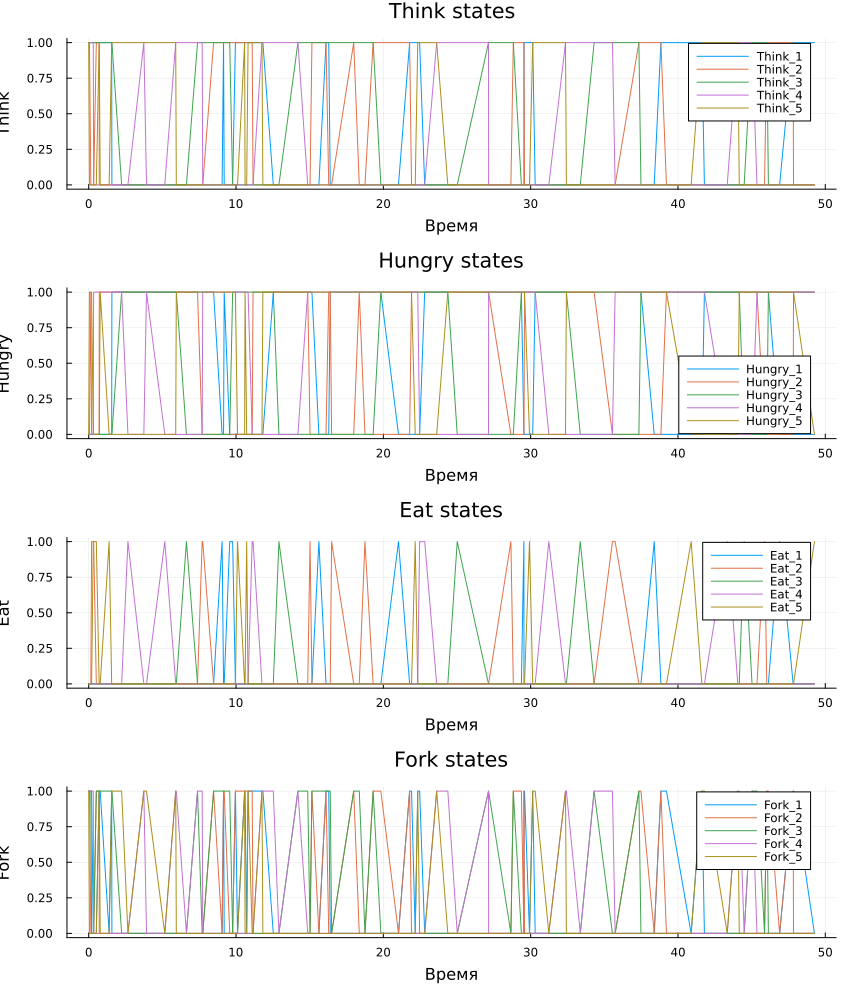 Think states
1.00
0.75
0.50
0.25
0.00
Think
Think_1
Think_2
Think_3
Think_4
Think_5
0 10 20 30 40 50
Время
Hungry states
1.00
0.75
0.50
0.25
0.00
Hungry
Hungry_1
Hungry_2
Hungry_3
Hungry_4
Hungry_5
0 10 20 30 40 50
Время
Eat states
1.00
0.75
0.50
0.25
0.00
Eat
Eat_1
Eat_2
Eat_3
Eat_4
Eat_5
0 10 20 30 40 50
Время
Fork states
1.00
0.75
0.50
0.25
0.00
Fork
Fork_1
Fork_2
Fork_3
Fork_4
Fork_5
0 10 20 30 40 50
Время